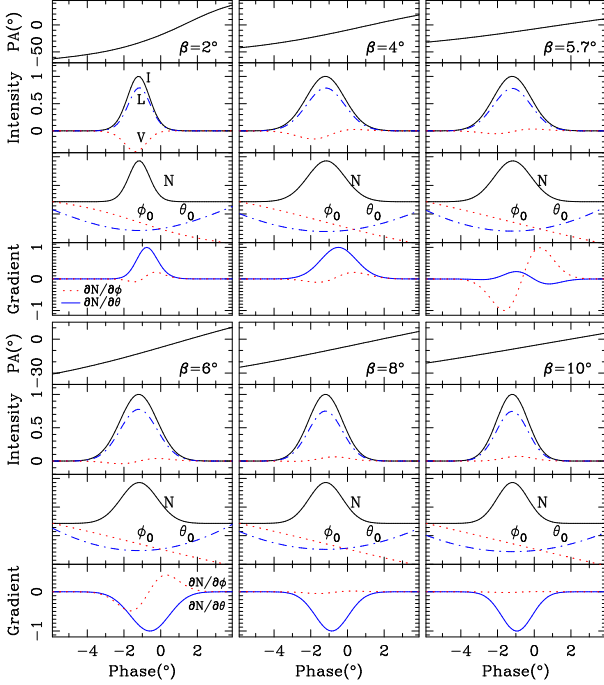 PA(°)
0
−50
β=2°
β=4°
β=5.7°
Intensity
1
0.5
0
I
L
V
N
ϕ₀ θ₀
N
ϕ₀ θ₀
N
ϕ₀ θ₀
Gradient
1
0
−1
∂N/∂ϕ
∂N/∂θ
PA(°)
0
−30
β=6°
β=8°
β=10°
Intensity
1
0.5
0
N
ϕ₀ θ₀
N
ϕ₀ θ₀
N
ϕ₀ θ₀
Gradient
0
−1
∂N/∂ϕ
∂N/∂θ
−4 −2 0 2
−4 −2 0 2
−4 −2 0 2
Phase(°)
Phase(°)
Phase(°)